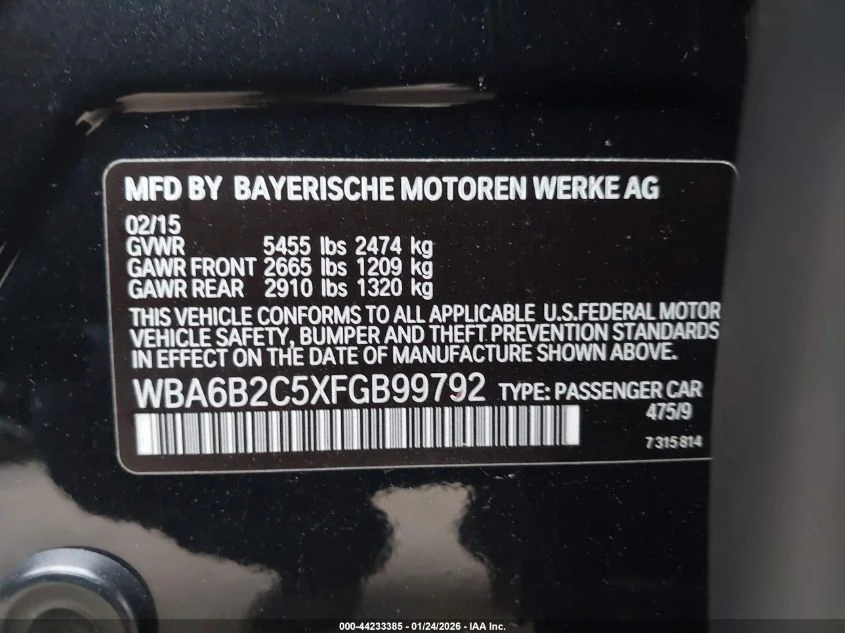 MFD BY BAYERISCHE MOTOREN WERKE AG
02/15
GVWR 5455 lbs 2474 kg
GAWR FRONT 2665 lbs 1209 kg
GAWR REAR 2910 lbs 1320 kg
THIS VEHICLE CONFORMS TO ALL APPLICABLE U.S.FEDERAL MOTOR
VEHICLE SAFETY, BUMPER AND THEFT PREVENTION STANDARDS
IN EFFECT ON THE DATE OF MANUFACTURE SHOWN ABOVE.
WBA6B2C5XFGB99792 TYPE: PASSENGER CAR
475/9
7 315 814
000-44233385 - 01/24/2026 - IAA Inc.